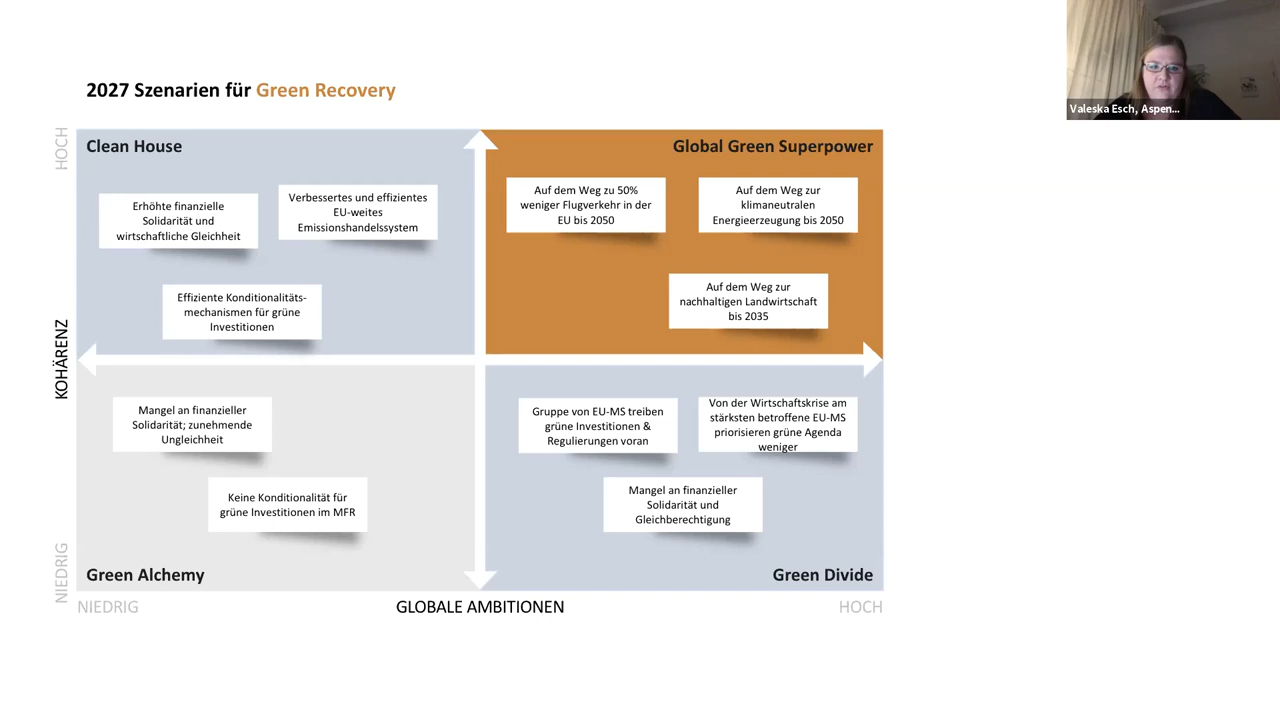 Valeska Esch, Aspen...
2027 Szenarien für Green Recovery
HOCH
Clean House
Global Green Superpower
Erhöhte finanzielle
Solidarität und
wirtschaftliche Gleichheit
Verbessertes und effizientes
EU-weites
Emissionshandelssystem
Auf dem Weg zu 50%
weniger Flugverkehr in der
EU bis 2050
Auf dem Weg zur
klimaneutralen
Energieerzeugung bis 2050
Effiziente Konditionalitäts-
mechanismen für grüne
Investitionen
Auf dem Weg zur
nachhaltigen Landwirtschaft
bis 2035
KOHÄRENZ
Mangel an finanzieller
Solidarität; zunehmende
Ungleichheit
Gruppe von EU-MS treiben
grüne Investitionen &
Regulierungen voran
Von der Wirtschaftskrise am
stärksten betroffene EU-MS
priorisieren grüne Agenda
weniger
Keine Konditionalität für
grüne Investitionen im MFR
Mangel an finanzieller
Solidarität und
Gleichberechtigung
NIEDRIG
Green Alchemy
Green Divide
NIEDRIG
GLOBALE AMBITIONEN
HOCH